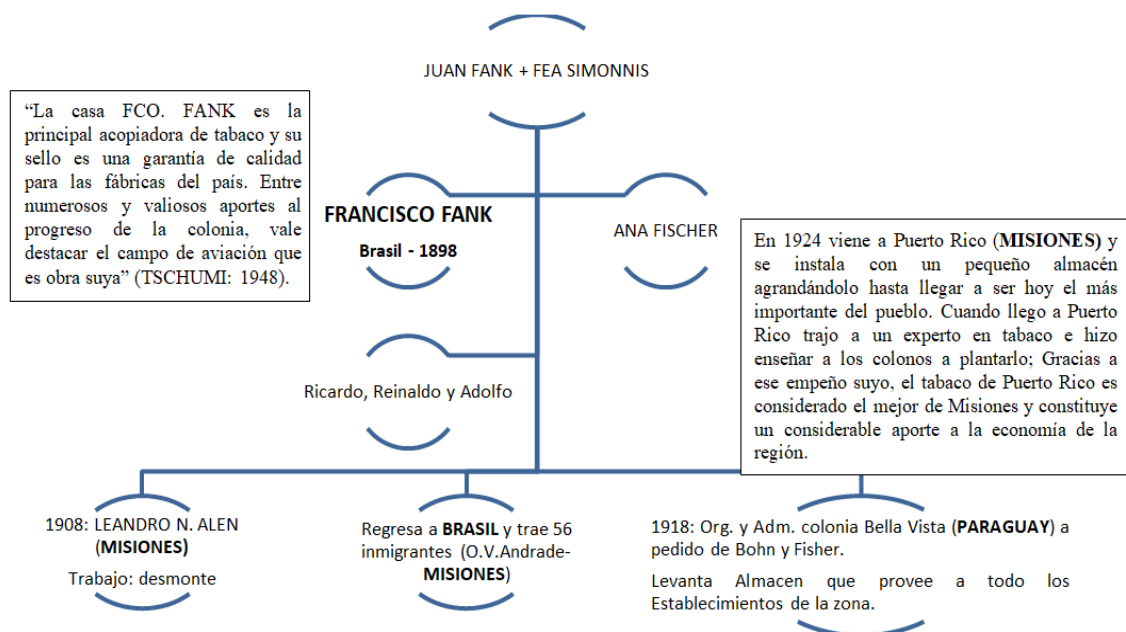 JUAN FANK + FEA SIMONNIS
“La casa FCO. FANK es la
principal acopiadora de tabaco y su
sello es una garantía de calidad
para las fábricas del país. Entre
numerosos y valiosos aportes al
progreso de la colonia, vale
destacar el campo de aviación que
es obra suya” (TSCHUMI: 1948).
FRANCISCO FANK
Brasil - 1898
ANA FISCHER
En 1924 viene a Puerto Rico (MISIONES) y
se instala con un pequeño almacén
agrandándolo hasta llegar a ser hoy el más
importante del pueblo. Cuando llego a Puerto
Rico trajo a un experto en tabaco e hizo
enseñar a los colonos a plantarlo; Gracias a
ese empeño suyo, el tabaco de Puerto Rico es
considerado el mejor de Misiones y constituye
un considerable aporte a la economía de la
región.
Ricardo, Reinaldo y Adolfo
1908: LEANDRO N. ALEN
(MISIONES)
Trabajo: desmonte
Regresa a BRASIL y trae 56
inmigrantes (O.V.Andrade-
MISIONES)
1918: Org. y Adm. colonia Bella Vista (PARAGUAY) a
pedido de Bohn y Fisher.
Levanta Almacen que provee a todo los
Establecimientos de la zona.